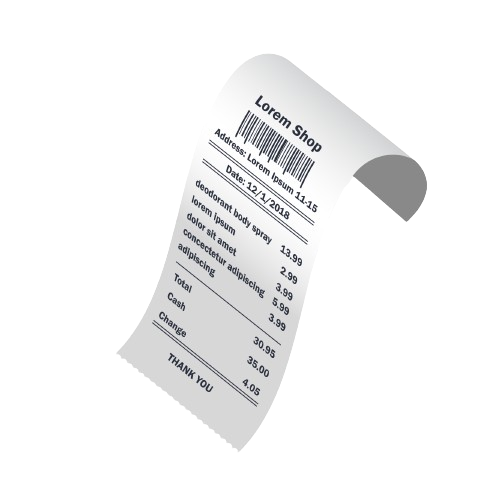 Lorem Shop
Address: Lorem Ipsum 11-15
Date: 12/1/2018
deodorant body spray 13.99
lorem ipsum 2.99
dolor sit amet 3.99
concectetur adipiscing 5.99
adipiscing 3.99
Total 30.95
Cash 35.00
Change 4.05
THANK YOU